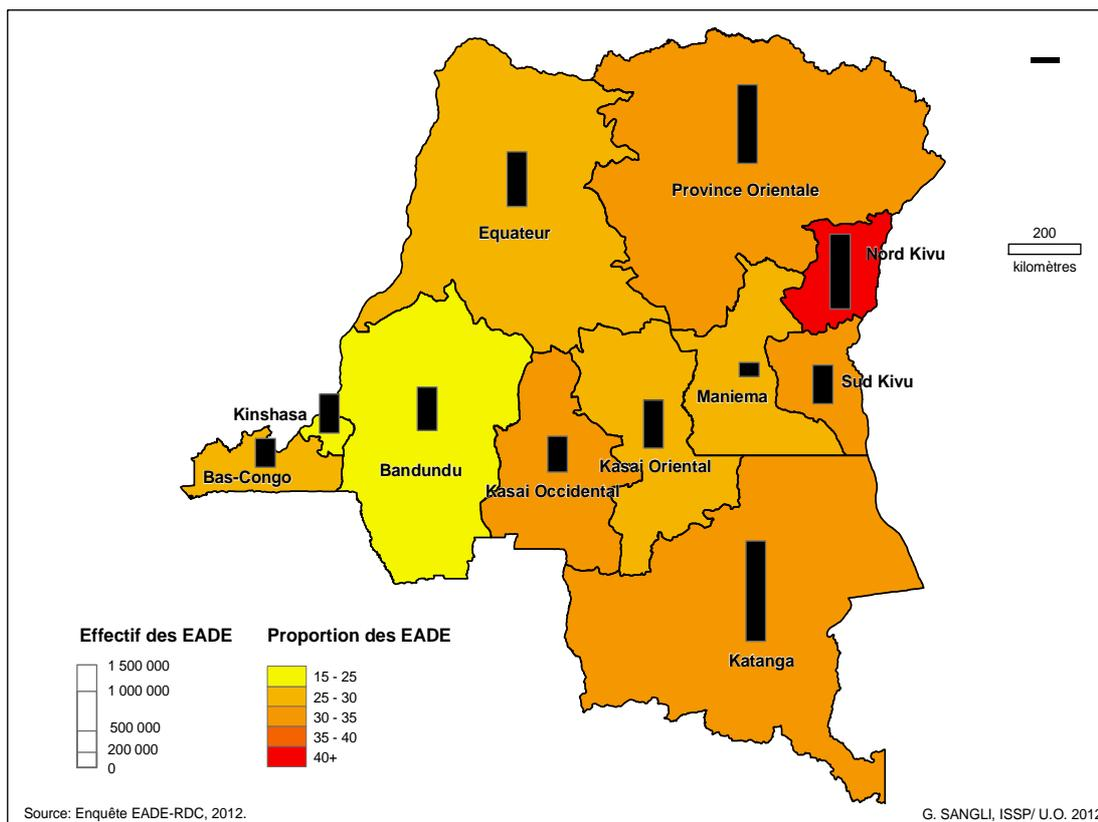 Province Orientale
Equateur
Nord Kivu
200
kilomètres
Sud Kivu
Maniema
Kinshasa
Kasai Oriental
Bandundu
Bas-Congo
Kasai Occidental
Katanga
Effectif des EADE
1 500 000
1 000 000
500 000
200 000
0
Proportion des EADE
15 - 25
25 - 30
30 - 35
35 - 40
40+
Source: Enquête EADE-RDC, 2012.
G. SANGLI, ISSP/ U.O. 2012